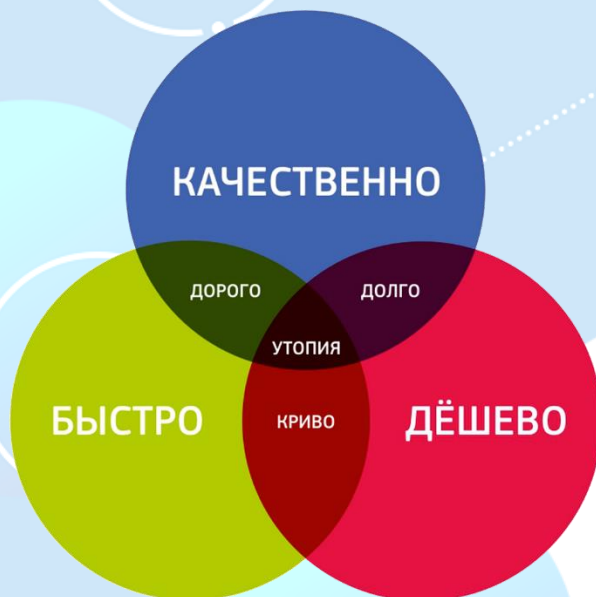 КАЧЕСТВЕННО
ДОРОГО
ДОЛГО
УТОПИЯ
БЫСТРО
КРИВО
ДЁШЕВО